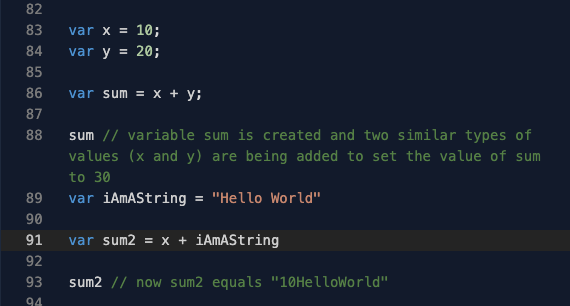 82
83 var x = 10;
84 var y = 20;
85
86 var sum = x + y;
87
88 sum // variable sum is created and two similar types of
values (x and y) are being added to set the value of sum
to 30
89 var iAmAString = "Hello World"
90
91 var sum2 = x + iAmAString
92
93 sum2 // now sum2 equals "10HelloWorld"
94